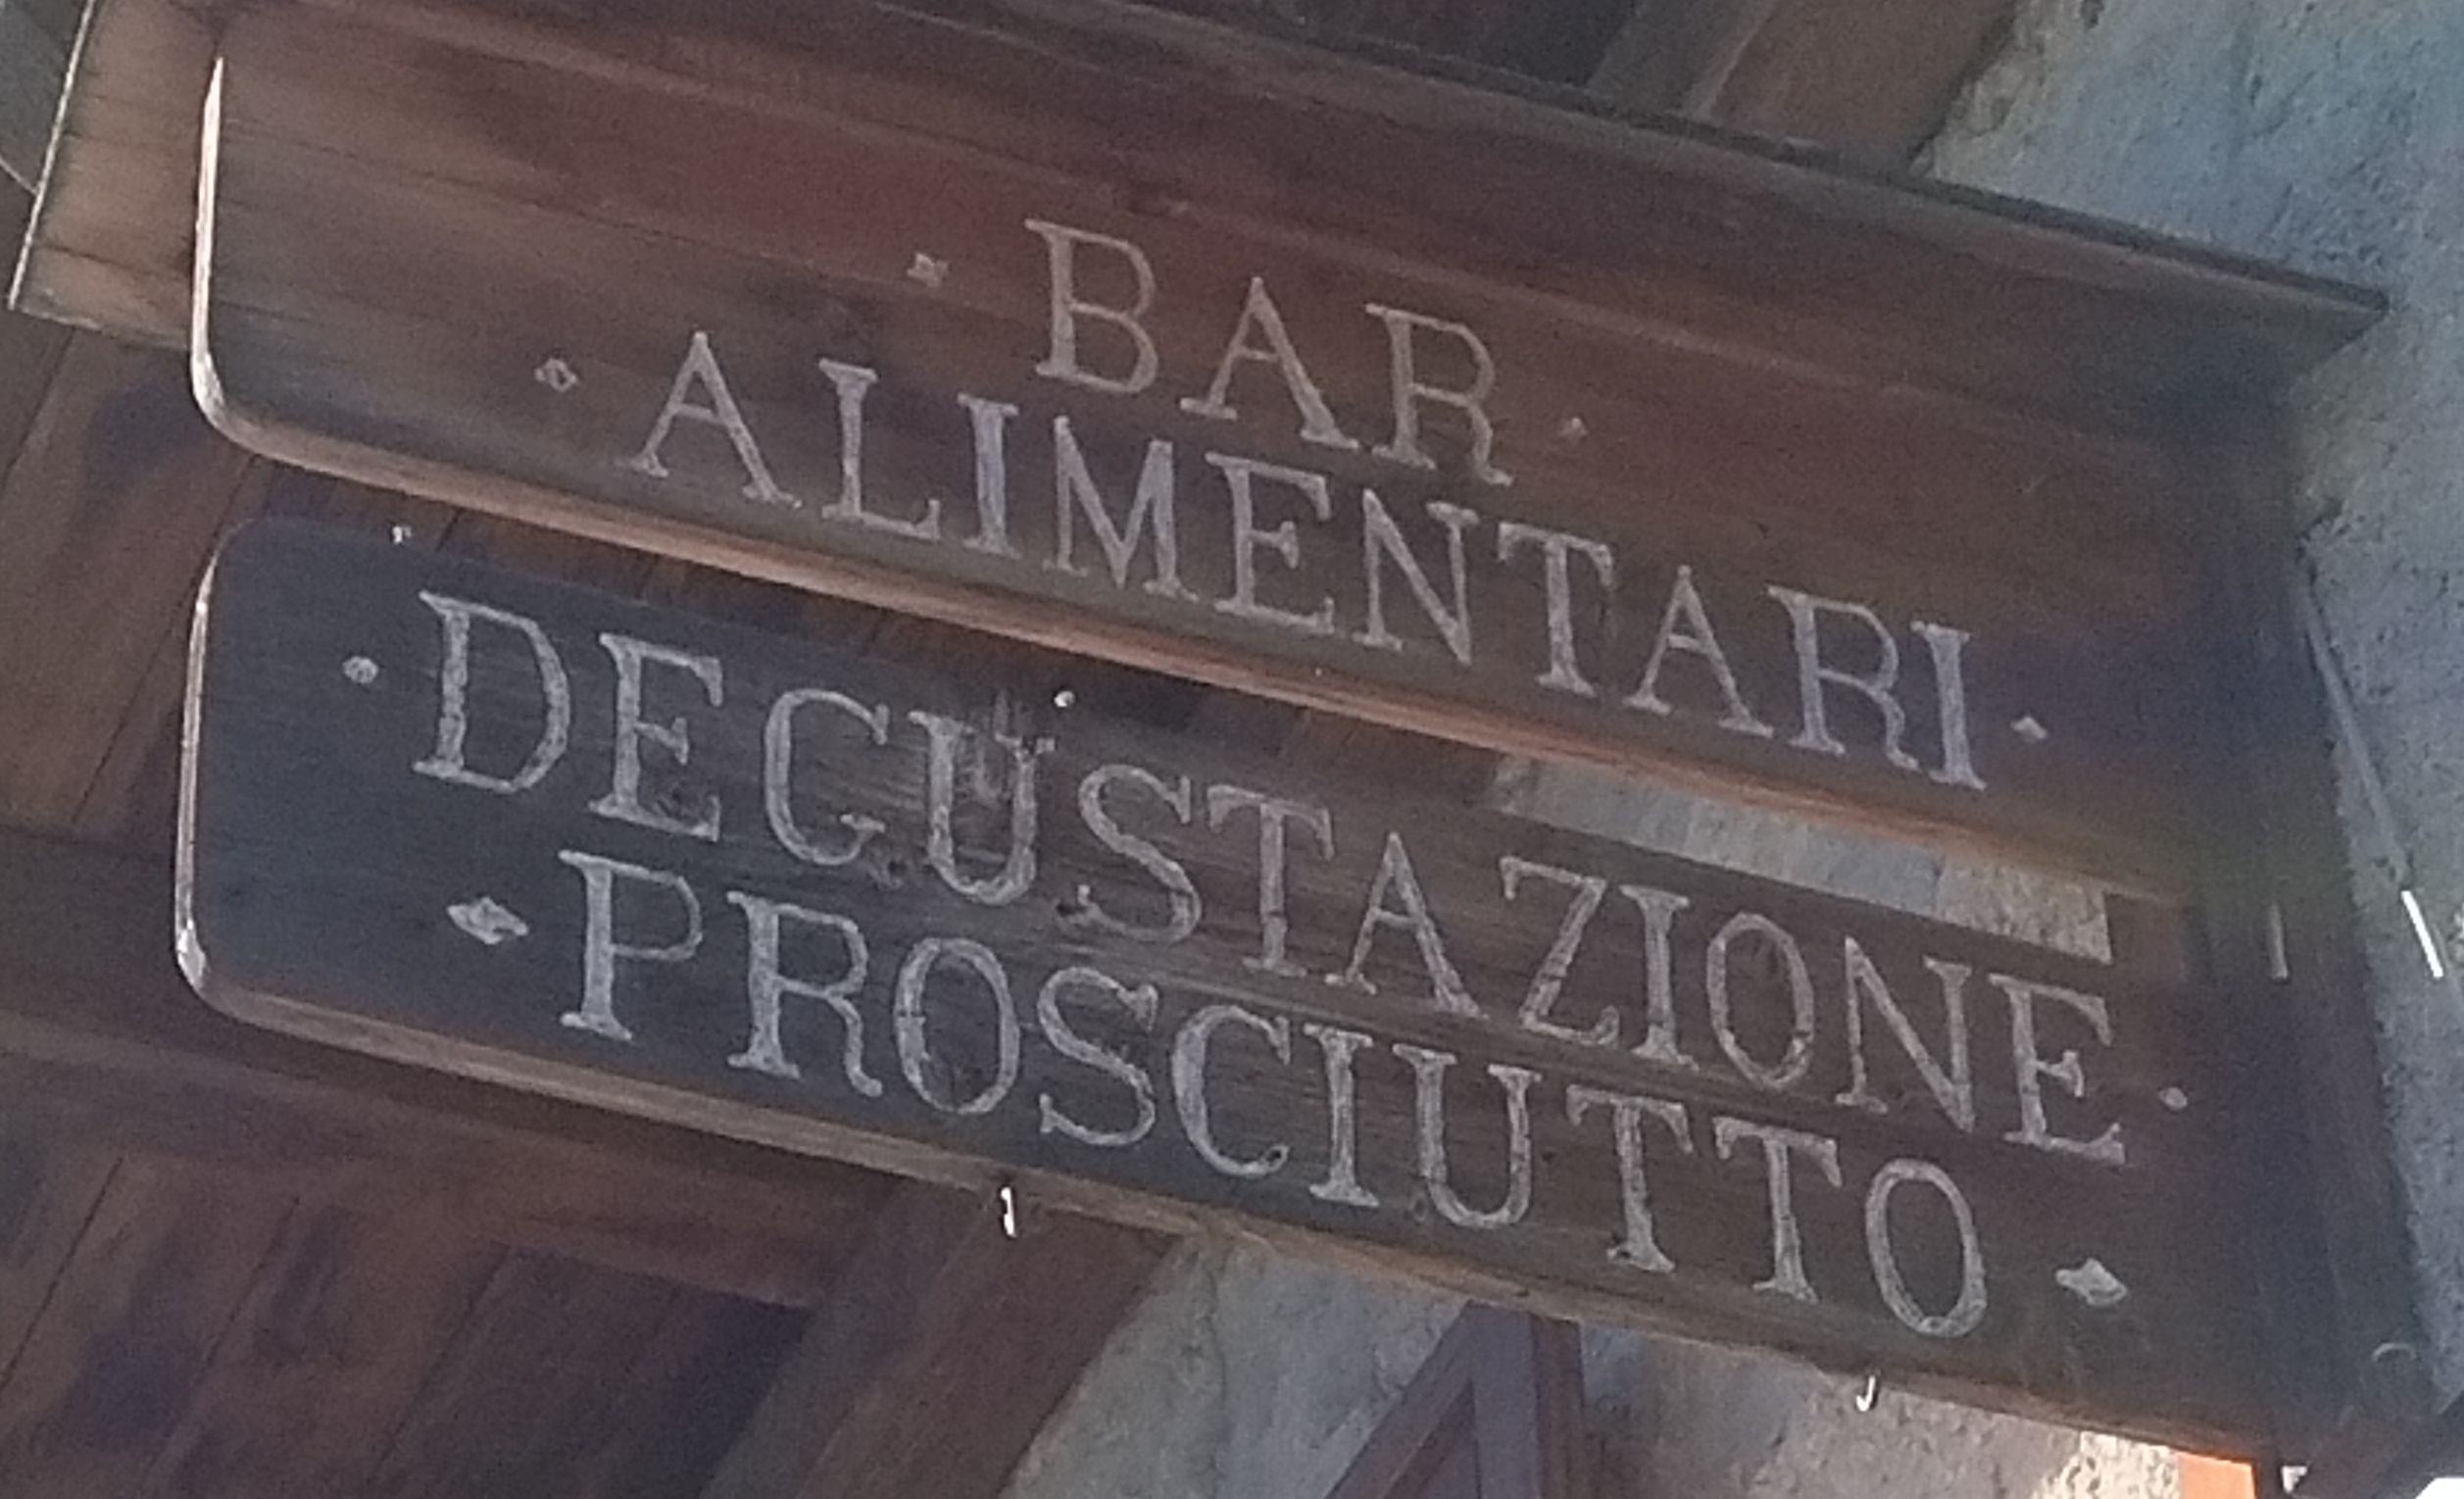 · BAR ·
· ALIMENTARI ·
· DEGUSTAZIONE ·
· PROSCIUTTO ·